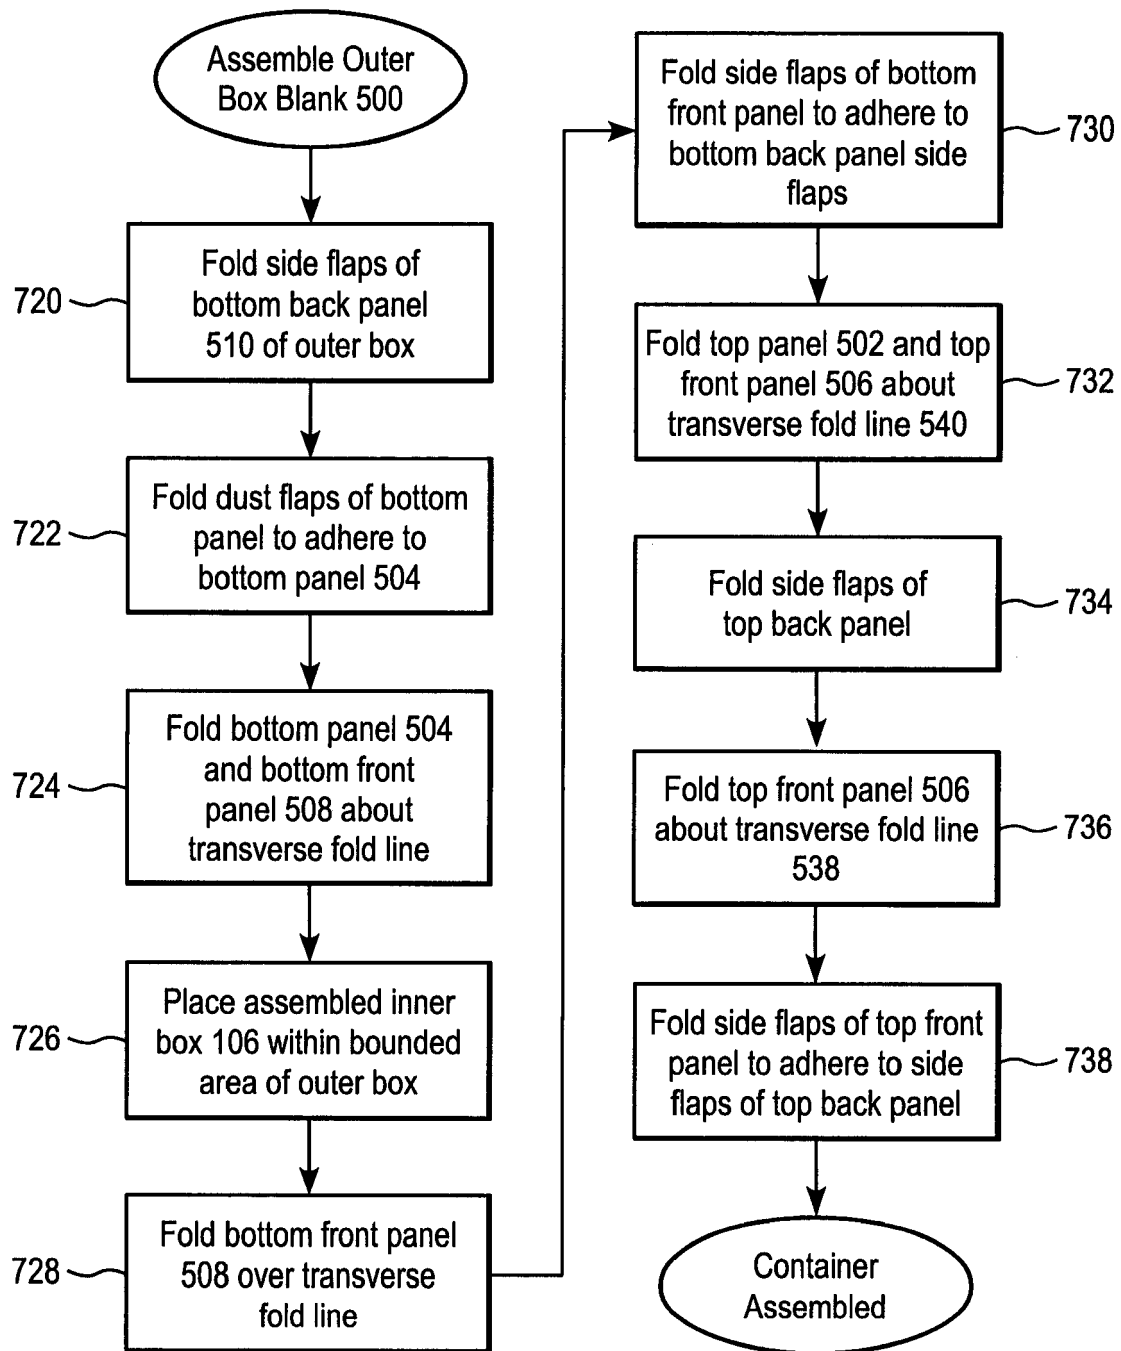 Assemble Outer
Box Blank 500
720
Fold side flaps of
bottom back panel
510 of outer box
722
Fold dust flaps of bottom
panel to adhere to
bottom panel 504
724
Fold bottom panel 504
and bottom front
panel 508 about
transverse fold line
726
Place assembled inner
box 106 within bounded
area of outer box
728
Fold bottom front panel
508 over transverse
fold line
Fold side flaps of bottom
front panel to adhere to
bottom back panel side
flaps
730
Fold top panel 502 and top
front panel 506 about
transverse fold line 540
732
Fold side flaps of
top back panel
734
Fold top front panel 506
about transverse fold line
538
736
Fold side flaps of top front
panel to adhere to side
flaps of top back panel
738
Container
Assembled